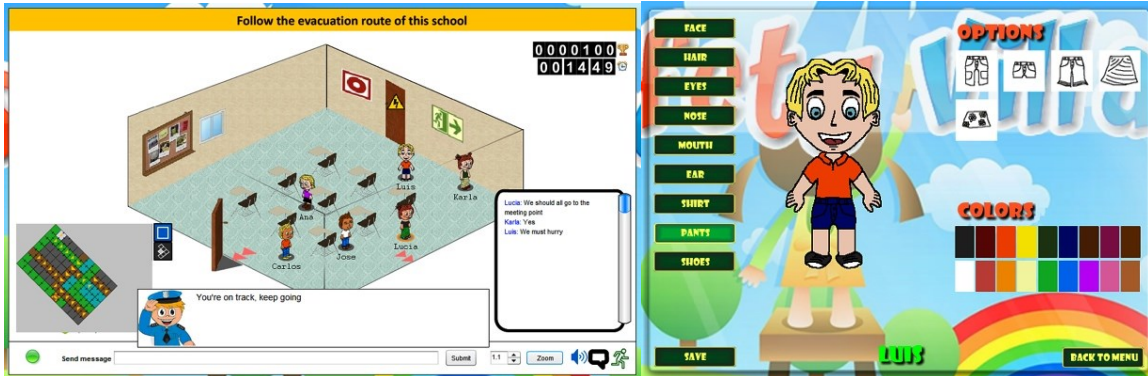 Follow the evacuation route of this school
0000100
001449
Luis
Karla
Ana
Lucia
Jose
Carlos
Lucia: We should all go to the
meeting point
Karla: Yes
Luis: We must hurry
You're on track, keep going
Send message
Submit
1.1
Zoom
FACE
HAIR
EYES
NOSE
MOUTH
EAR
SHIRT
PANTS
SHOES
SAVE
OPTIONS
COLORS
LUIS
BACK TO MENU